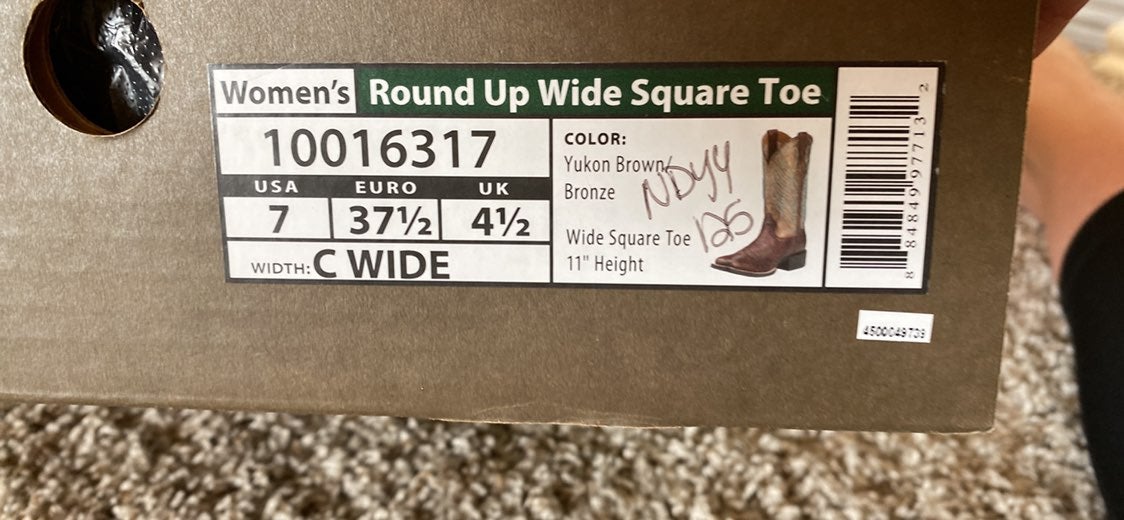 Women's Round Up Wide Square Toe
10016317
USA EURO UK
7 37½ 4½
WIDTH: C WIDE
COLOR:
Yukon Brown/
Bronze
Wide Square Toe
11" Height
NDYY
125
8 84849 97713 2
4500049739